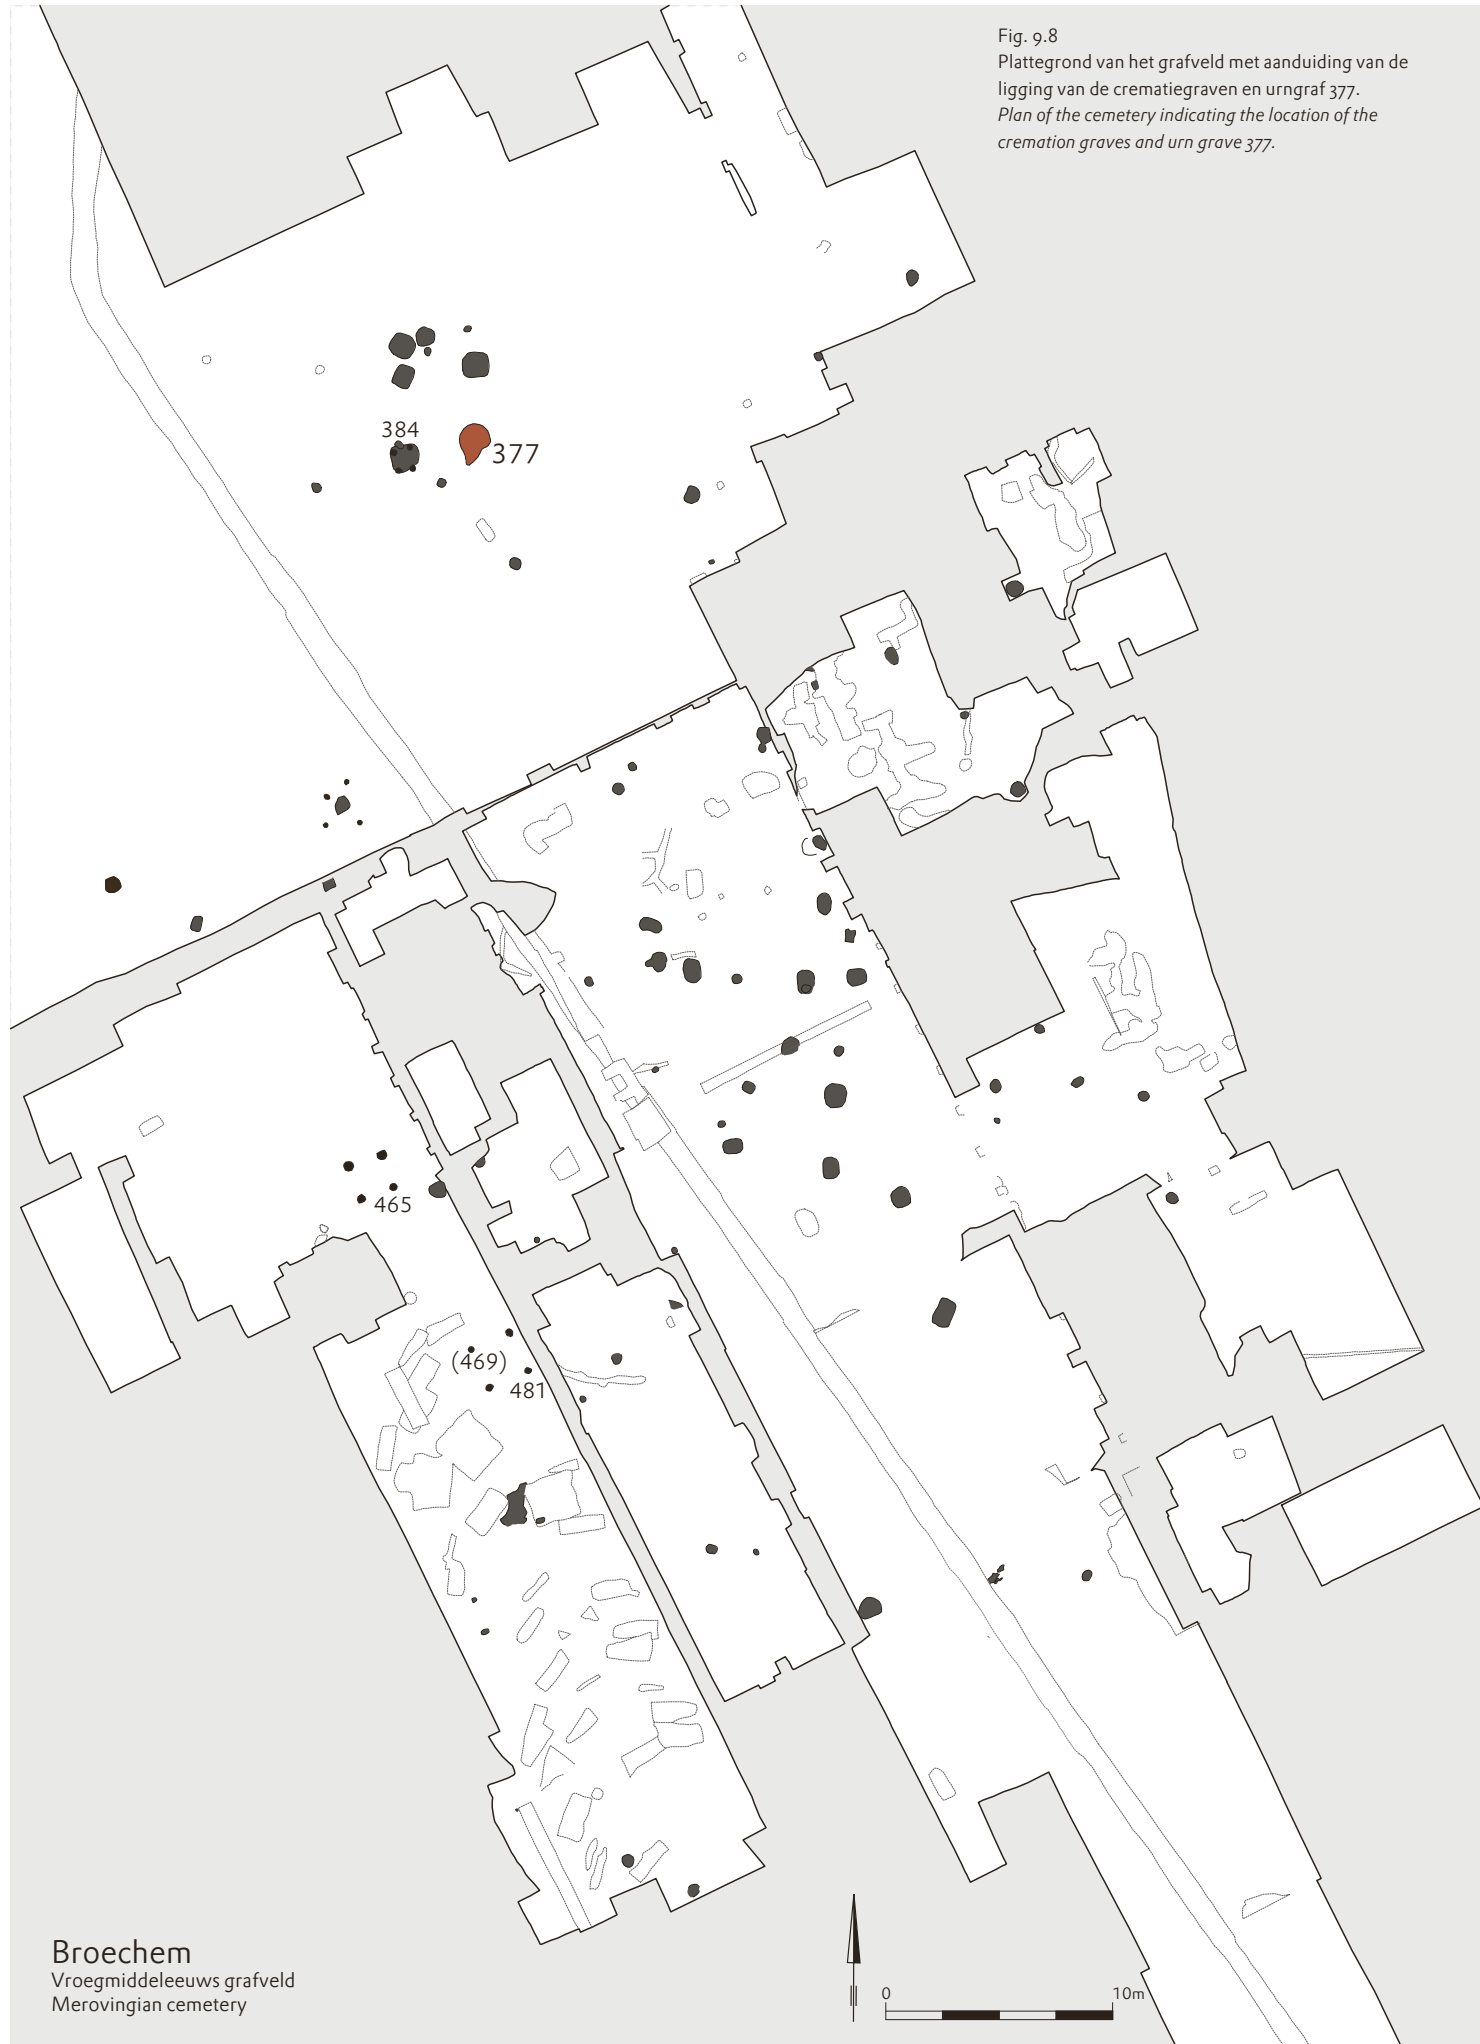 Fig. 9.8
Plattegrond van het grafveld met aanduiding van de
ligging van de crematiegraven en urngraf 377.
Plan of the cemetery indicating the location of the
cremation graves and urn grave 377.
384
377
465
(469)
481
Broechem
Vroegmiddeleeuws grafveld
Merovingian cemetery
0 10m